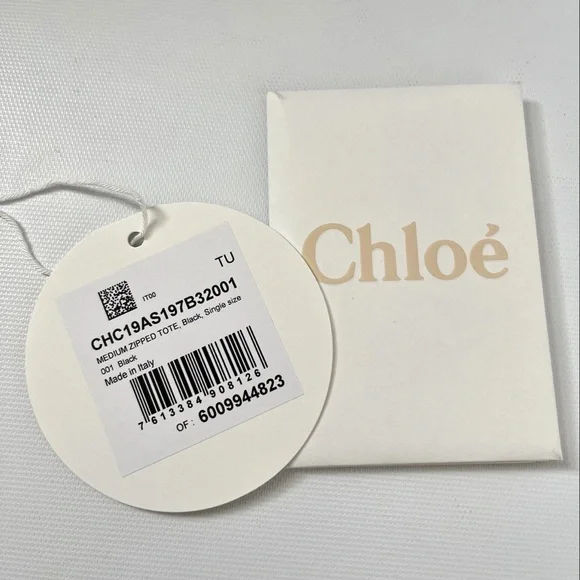 Chloé
TU
IT00
CHC19AS197B32001
MEDIUM ZIPPED TOTE, Black, Single size
001 Black
Made in Italy
7 613384 908126
OF : 6009944823